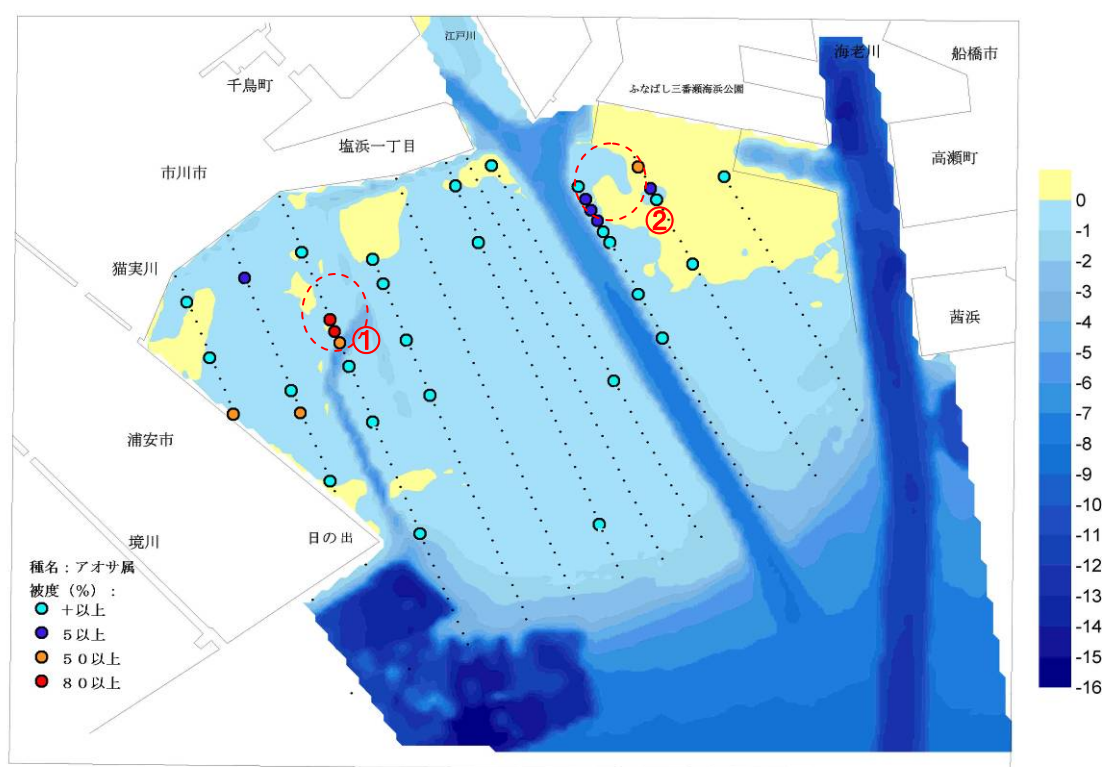 江戸川
海老川
船橋市
千鳥町
ふなばし三番瀬海浜公園
塩浜一丁目
高瀬町
市川市
②
猫実川
茜浜
①
浦安市
日の出
境川
種名：アオサ属
被度（%）：
＋以上
５以上
５０以上
８０以上
0
-1
-2
-3
-4
-5
-6
-7
-8
-9
-10
-11
-12
-13
-14
-15
-16